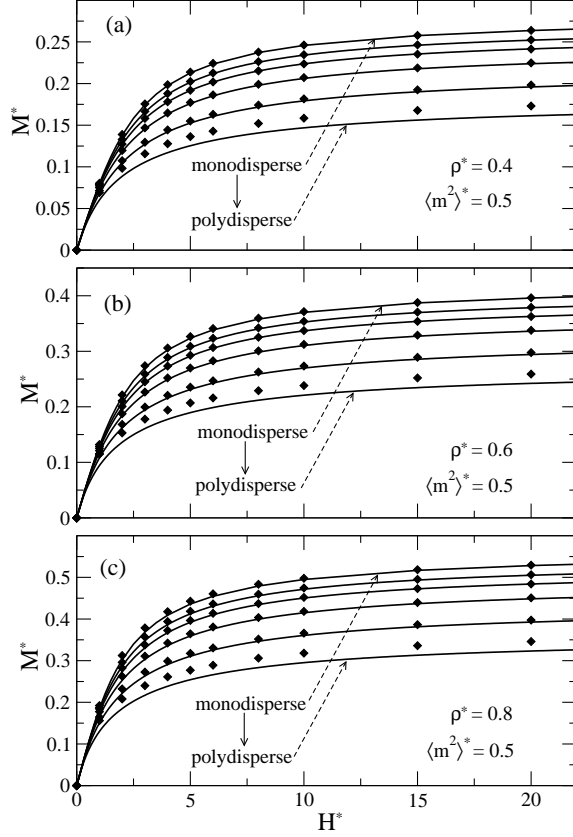 (a)
0.25
0.2
0.15
0.1
0.05
0
M*
monodisperse
polydisperse
ρ* = 0.4
⟨m²⟩* = 0.5
(b)
0.4
0.3
0.2
0.1
0
M*
monodisperse
polydisperse
ρ* = 0.6
⟨m²⟩* = 0.5
(c)
0.5
0.4
0.3
0.2
0.1
0
M*
monodisperse
polydisperse
ρ* = 0.8
⟨m²⟩* = 0.5
0 5 10 15 20
H*